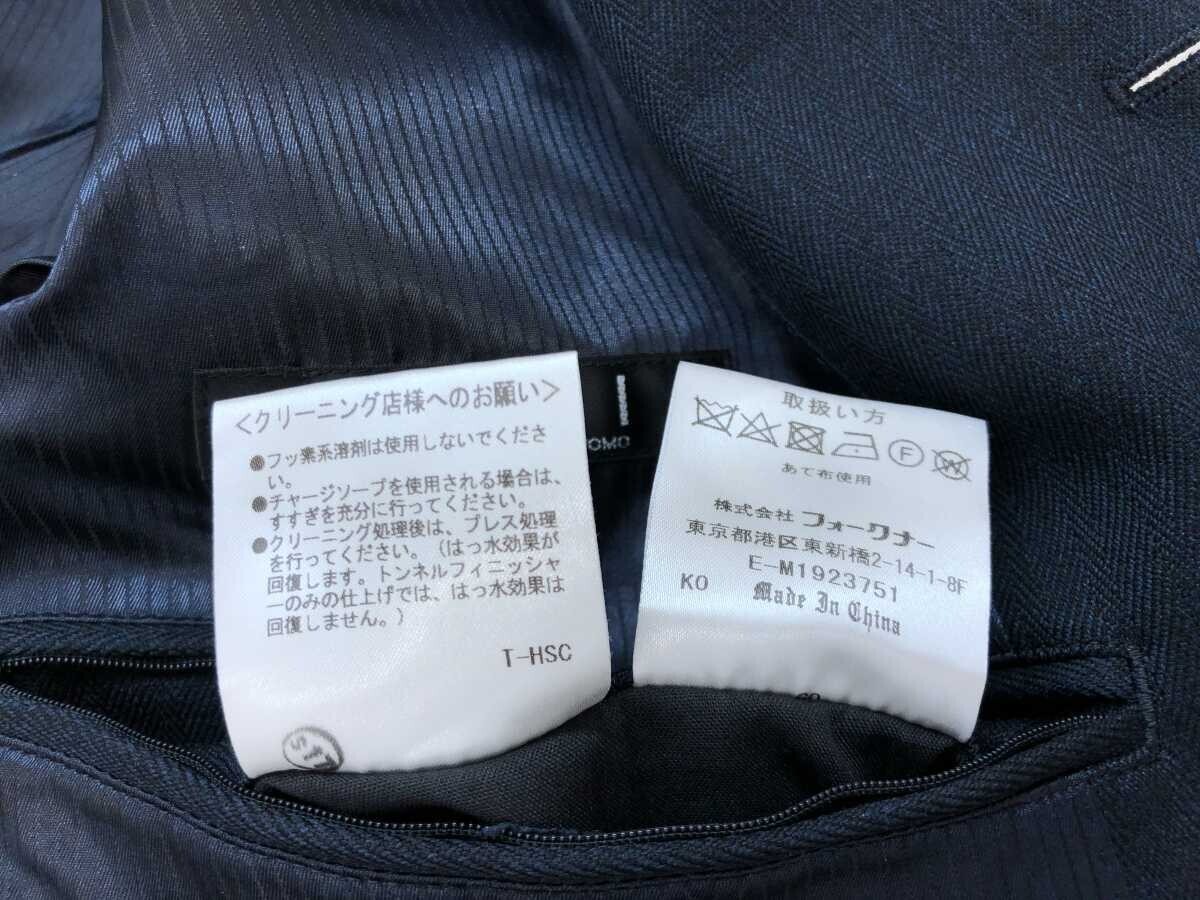 <クリーニング店様へのお願い>
●フッ素系溶剤は使用しないでくださ
い。
●チャージソープを使用される場合は、
すすぎを充分に行ってください。
●クリーニング処理後は、プレス処理
を行ってください。(はっ水効果が
回復します。トンネルフィニッシャ
ーのみの仕上げでは、はっ水効果は
回復しません。)
T-HSC
OMO
取扱い方
F W
あて布使用
株式会社 フォークナー
東京都港区東新橋2-14-1-8F
E-M1923751
KO Made In China